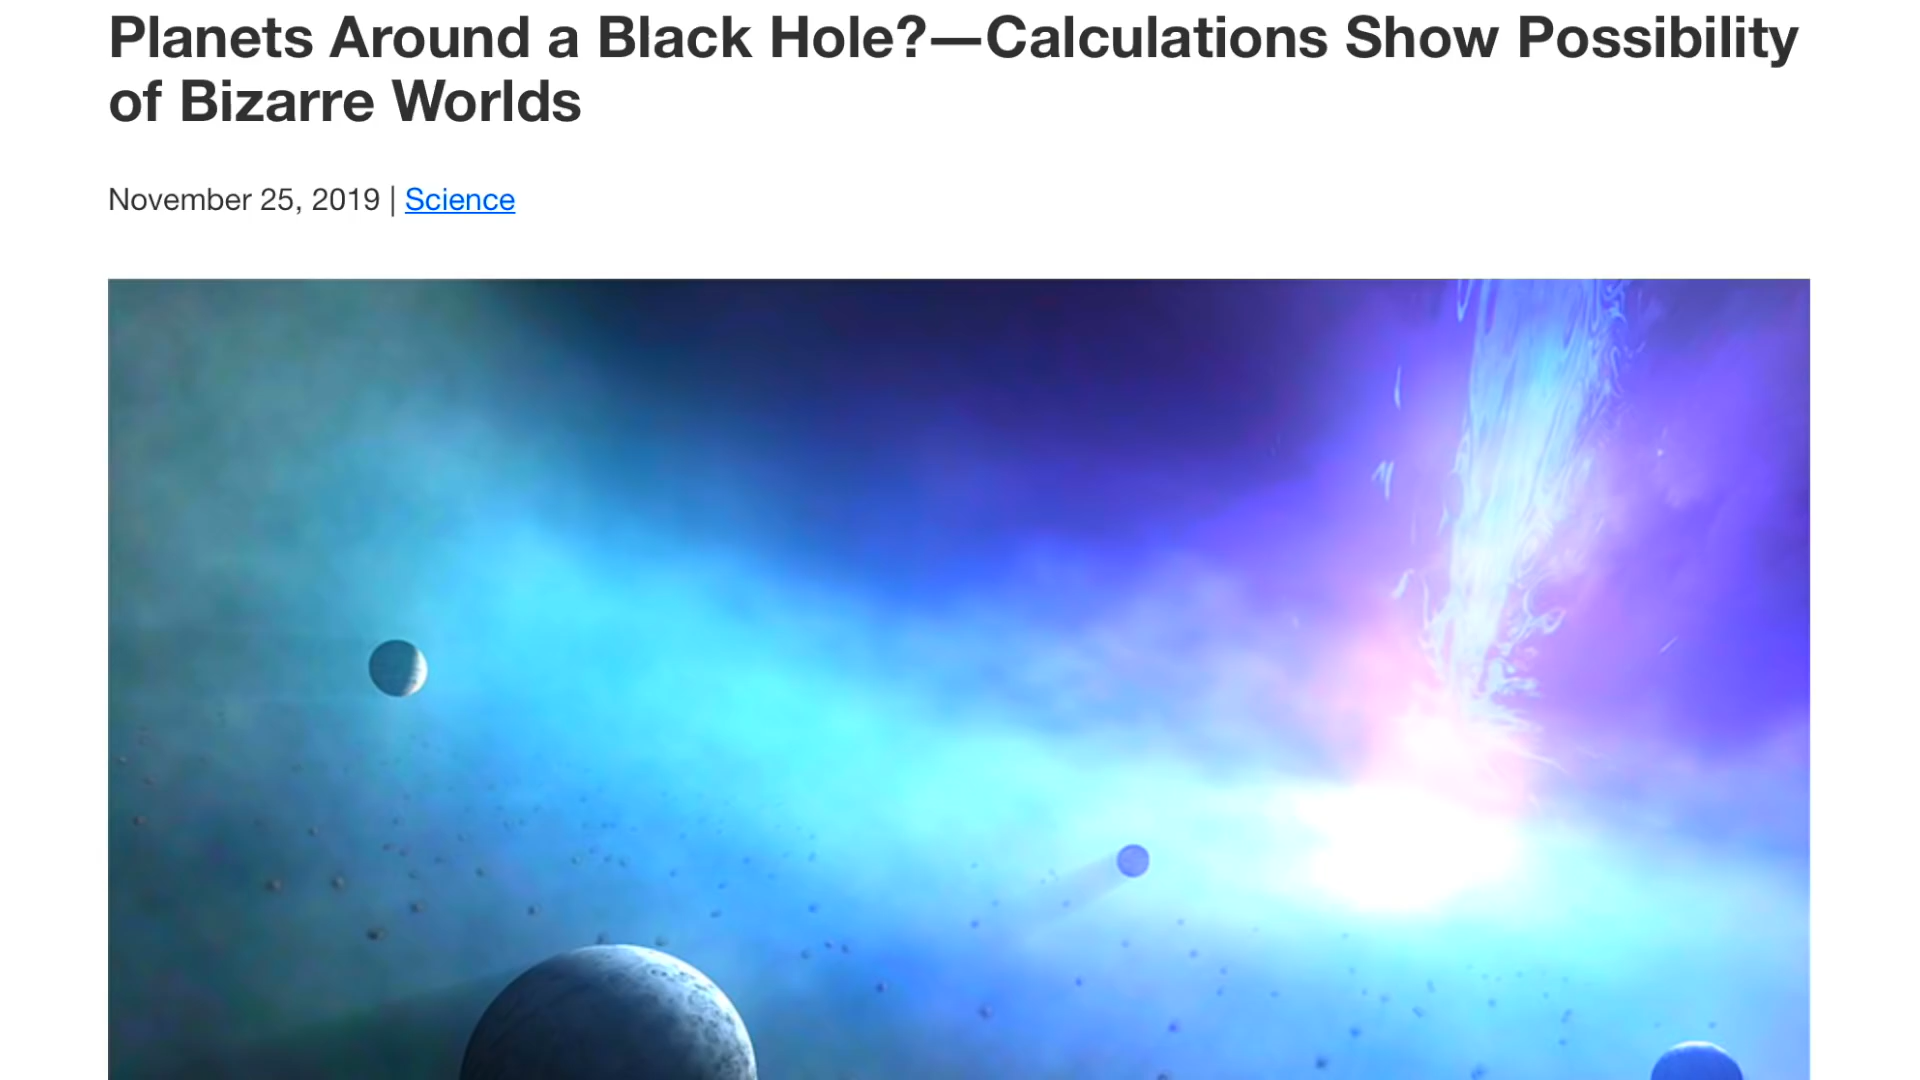 Planets Around a Black Hole?—Calculations Show Possibility
of Bizarre Worlds
November 25, 2019 | Science